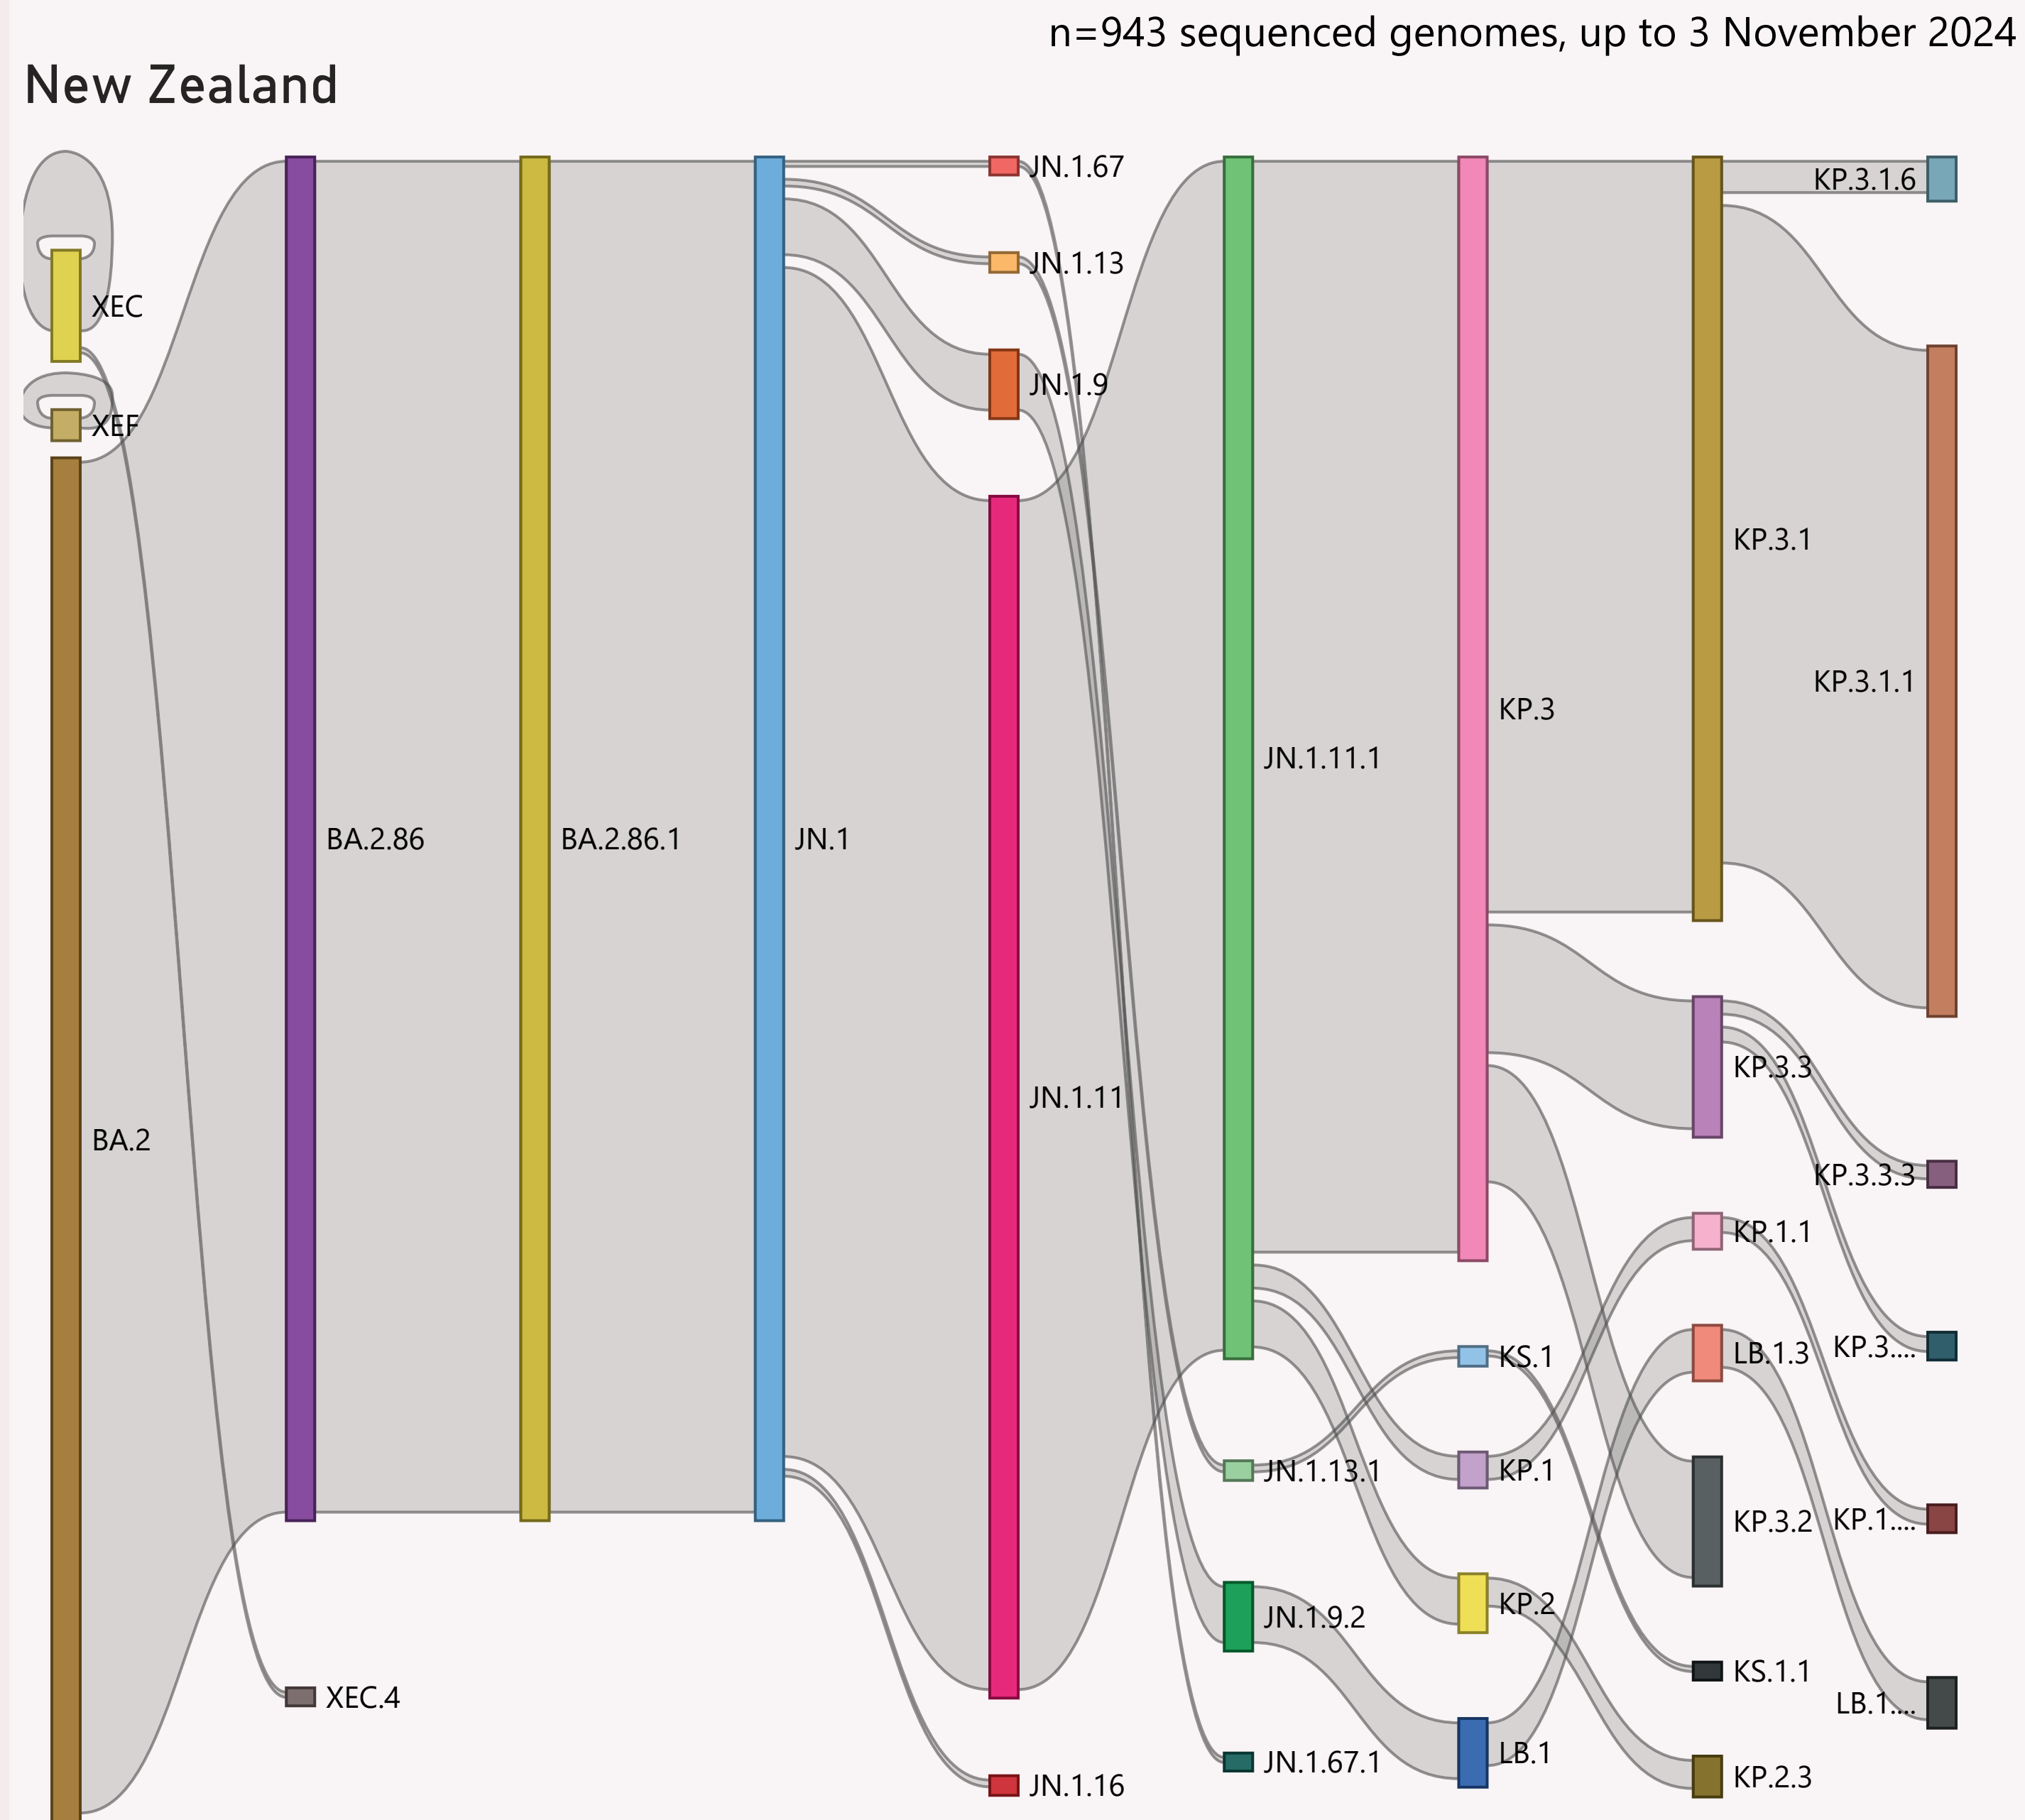 n=943 sequenced genomes, up to 3 November 2024
New Zealand
XEC
XEF
BA.2
BA.2.86
XEC.4
BA.2.86.1
JN.1
JN.1.67
JN.1.13
JN.1.9
JN.1.11
JN.1.16
JN.1.11.1
JN.1.13.1
JN.1.9.2
JN.1.67.1
KP.3
KS.1
KP.1
KP.2
LB.1
KP.3.1
KP.3.3
KP.1.1
LB.1.3
KP.3.2
KS.1.1
KP.2.3
KP.3.1.6
KP.3.1.1
KP.3.3.3
KP.3....
KP.1....
LB.1....